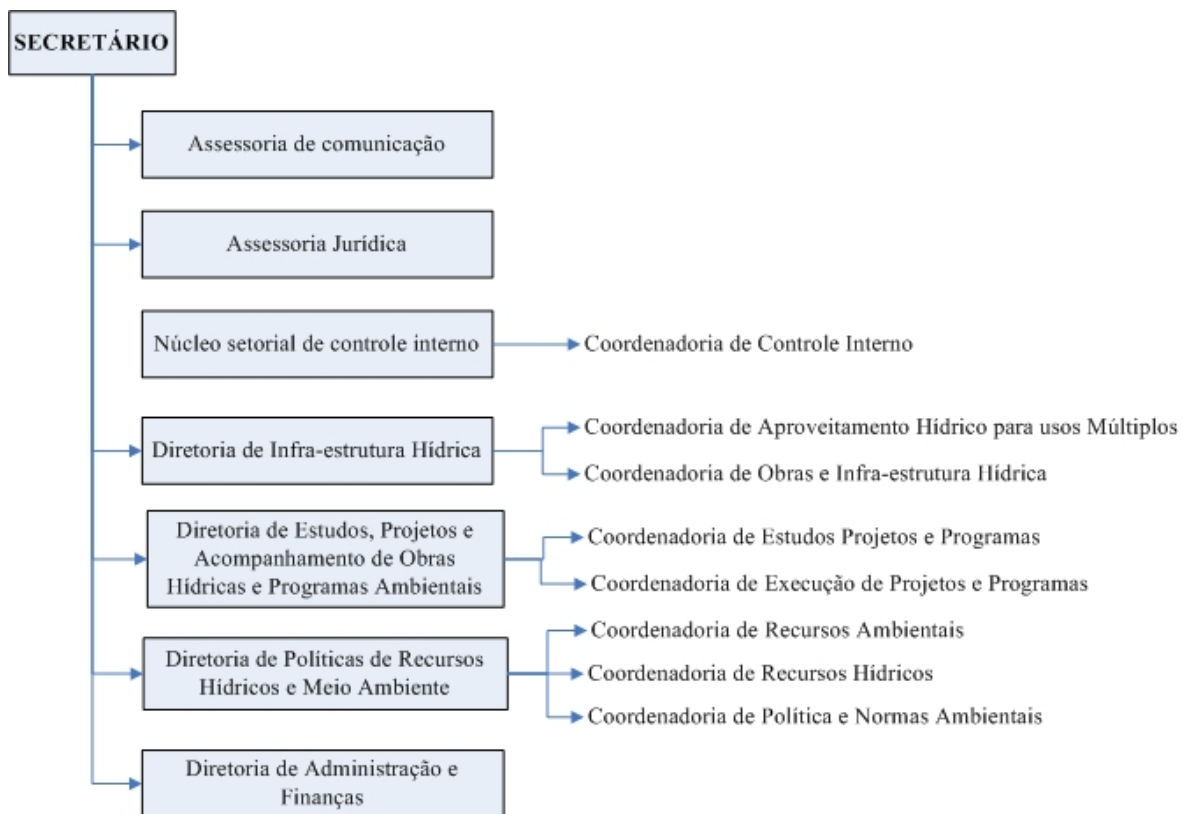 SECRETÁRIO
Assessoria de comunicação
Assessoria Jurídica
Núcleo setorial de controle interno
Coordenadoria de Controle Interno
Diretoria de Infra-estrutura Hídrica
Coordenadoria de Aproveitamento Hídrico para usos Múltiplos
Coordenadoria de Obras e Infra-estrutura Hídrica
Diretoria de Estudos, Projetos e
Acompanhamento de Obras
Hídricas e Programas Ambientais
Coordenadoria de Estudos Projetos e Programas
Coordenadoria de Execução de Projetos e Programas
Diretoria de Políticas de Recursos
Hídricos e Meio Ambiente
Coordenadoria de Recursos Ambientais
Coordenadoria de Recursos Hídricos
Coordenadoria de Política e Normas Ambientais
Diretoria de Administração e
Finanças